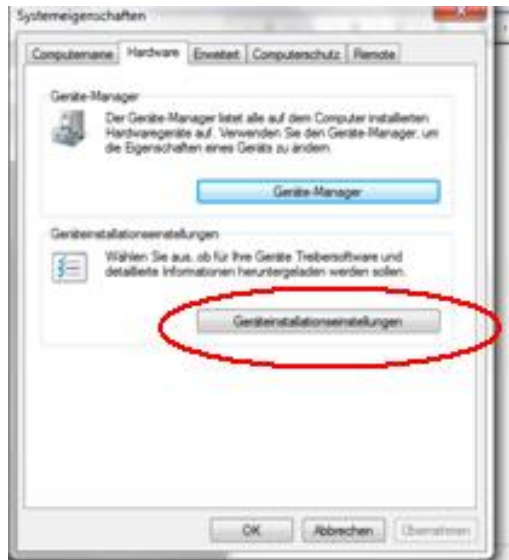 Systemeigenschaften
Computername Hardware Erweitert Computerschutz Remote
Geräte-Manager
Der Geräte-Manager listet alle auf dem Computer installierten
Hardwaregeräte auf. Verwenden Sie den Geräte-Manager, um
die Eigenschaften eines Geräts zu ändern.
Geräte-Manager
Geräteinstallationseinstellungen
Wählen Sie aus, ob für Ihre Geräte Treibersoftware und
detaillierte Informationen heruntergeladen werden sollen.
Geräteinstallationseinstellungen
OK Abbrechen Übernehmen